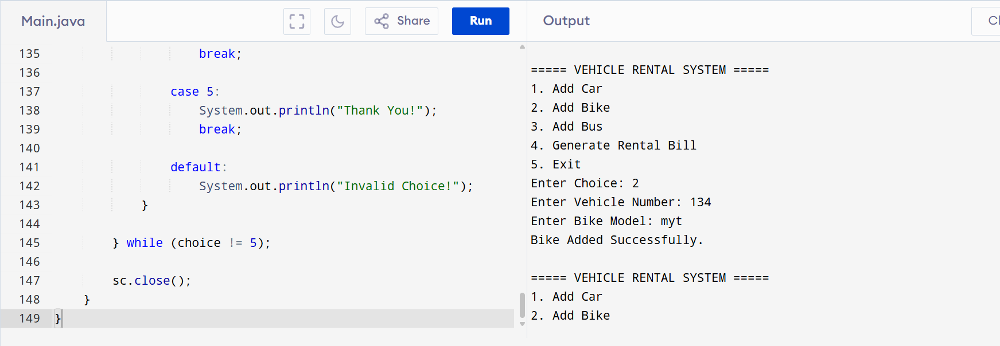 Main.java
Share
Run
Output
135 break;
136
137 case 5:
138 System.out.println("Thank You!");
139 break;
140
141 default:
142 System.out.println("Invalid Choice!");
143 }
144
145 } while (choice != 5);
146
147 sc.close();
148 }
149 }
===== VEHICLE RENTAL SYSTEM =====
1. Add Car
2. Add Bike
3. Add Bus
4. Generate Rental Bill
5. Exit
Enter Choice: 2
Enter Vehicle Number: 134
Enter Bike Model: myt
Bike Added Successfully.
===== VEHICLE RENTAL SYSTEM =====
1. Add Car
2. Add Bike